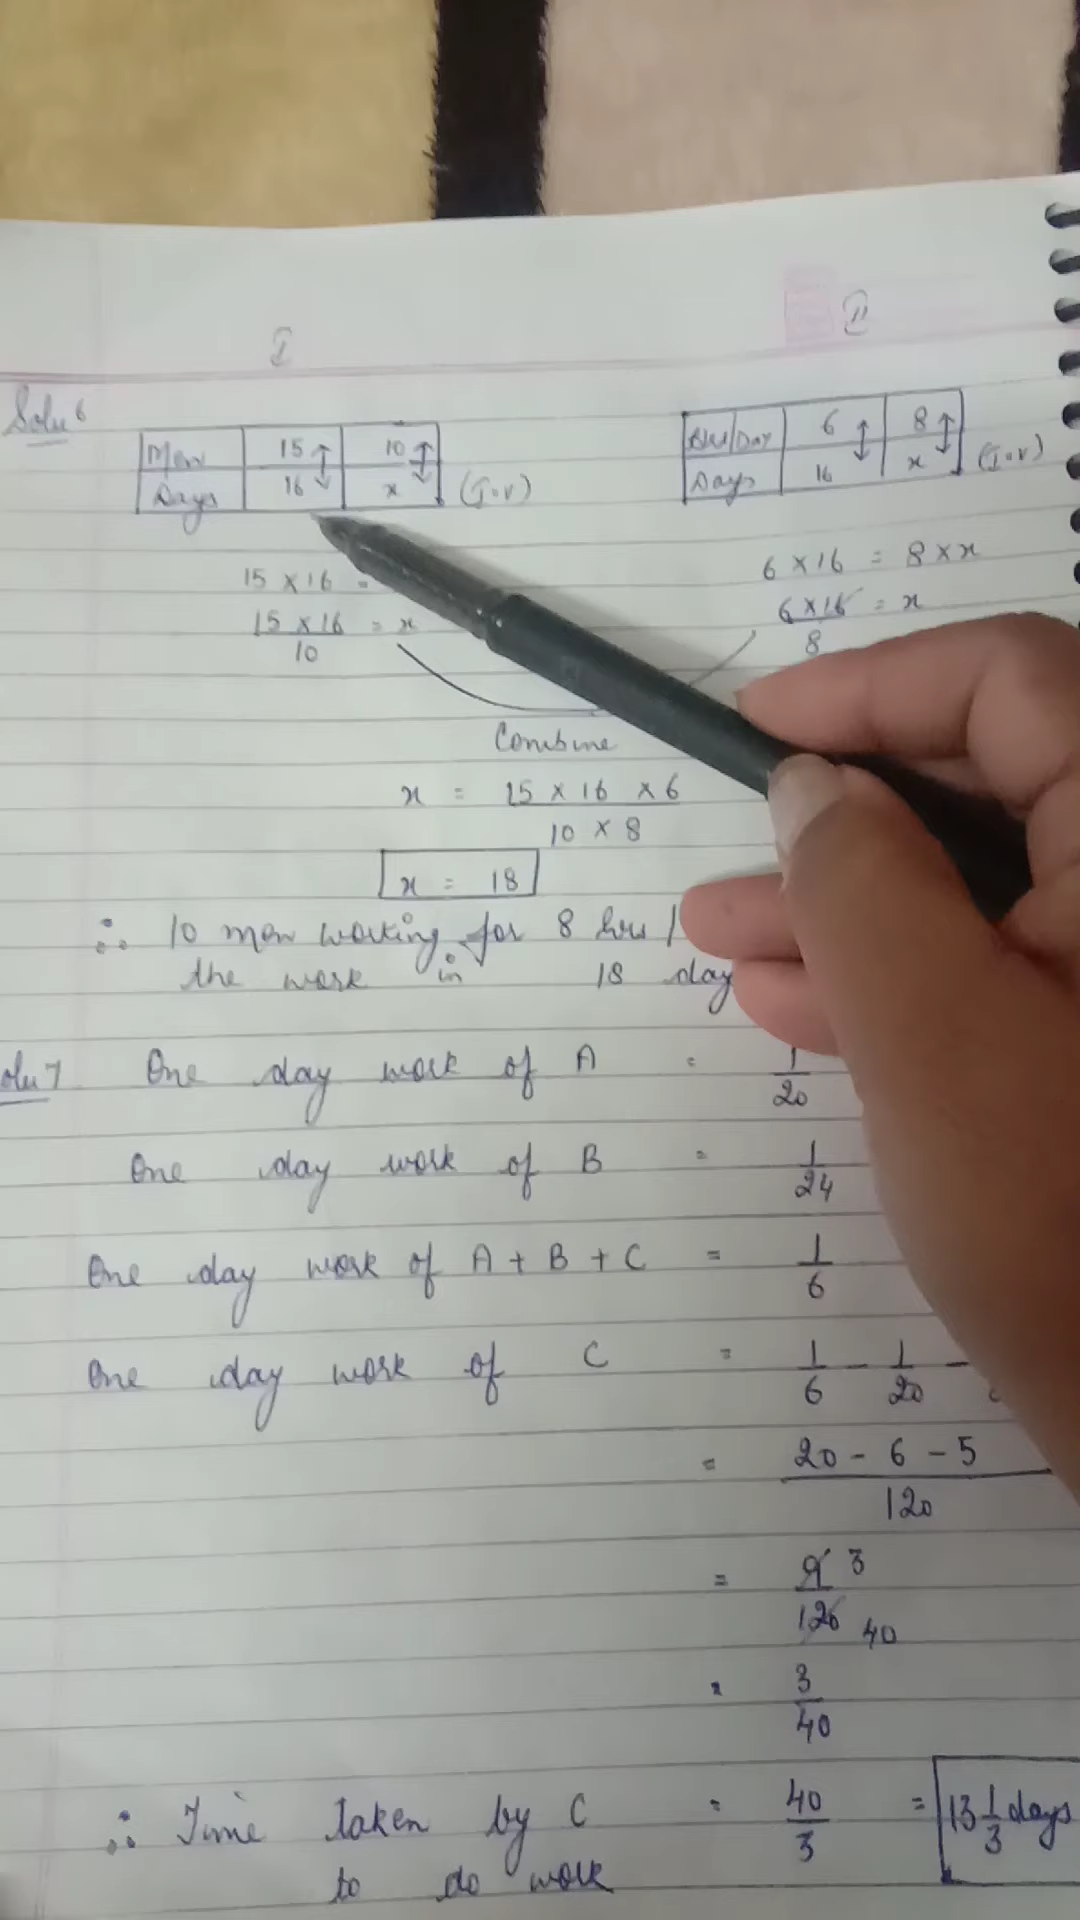 I II
Solu 6
Men 15 10
Days 16 x (I.V)
/Day 6 8
Days 16 x (I.V)
15 × 16 =
15 × 16 / 10 = x
6 × 16 = 8 × x
6 × 16 / 8 = x
Combine
x = 15 × 16 × 6 / 10 × 8
x = 18
∴ 10 men working for 8 hrs /
the work in 18 day
olu 7 One day work of A = 1/20
One day work of B = 1/24
One day work of A + B + C = 1/6
One day work of C = 1/6 - 1/20 -
= 20 - 6 - 5 / 120
= 9 3 / 120 40
= 3/40
∴ Time taken by C = 40/3 = 13 1/3 days
to do work